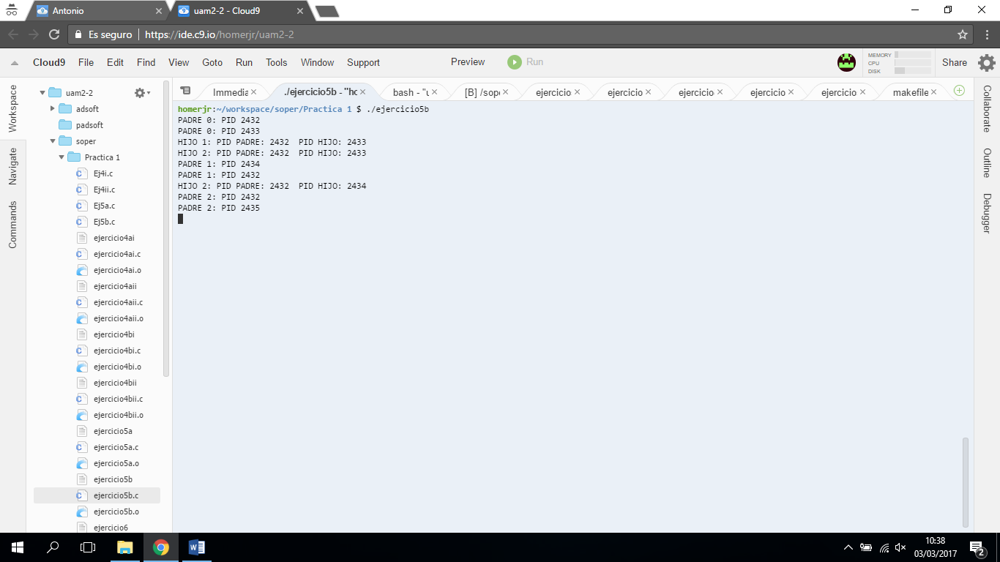 Antonio
uam2-2 - Cloud9
Es seguro
https://ide.c9.io/homerjr/uam2-2
Cloud9 File Edit Find View Goto Run Tools Window Support
Preview
Run
MEMORY
CPU
DISK
Share
Workspace
Navigate
Commands
uam2-2
adsoft
padsoft
soper
Practica 1
Ej4i.c
Ej4ii.c
Ej5a.c
Ej5b.c
ejercicio4ai
ejercicio4ai.c
ejercicio4ai.o
ejercicio4aii
ejercicio4aii.c
ejercicio4aii.o
ejercicio4bi
ejercicio4bi.c
ejercicio4bi.o
ejercicio4bii
ejercicio4bii.c
ejercicio4bii.o
ejercicio5a
ejercicio5a.c
ejercicio5a.o
ejercicio5b
ejercicio5b.c
ejercicio5b.o
ejercicio6
Immedia
./ejercicio5b - "ho
bash - "u
[B] /sope
ejercicio
ejercicio
ejercicio
ejercicio
ejercicio
makefile
homerjr:~/workspace/soper/Practica 1 $ ./ejercicio5b
PADRE 0: PID 2432
PADRE 0: PID 2433
HIJO 1: PID PADRE: 2432  PID HIJO: 2433
HIJO 2: PID PADRE: 2432  PID HIJO: 2433
PADRE 1: PID 2434
PADRE 1: PID 2432
HIJO 2: PID PADRE: 2432  PID HIJO: 2434
PADRE 2: PID 2432
PADRE 2: PID 2435
Collaborate
Outline
Debugger
10:38
03/03/2017
2